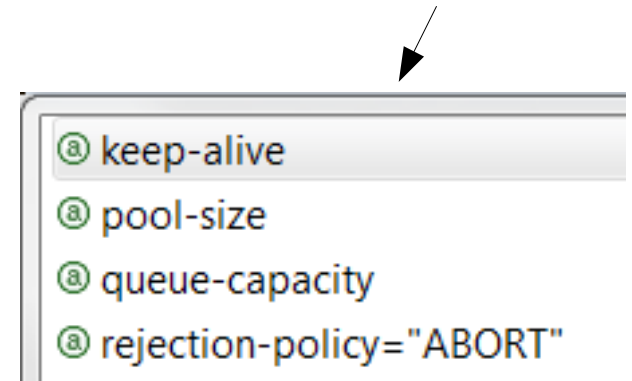 @ keep-alive
@ pool-size
@ queue-capacity
@ rejection-policy="ABORT"